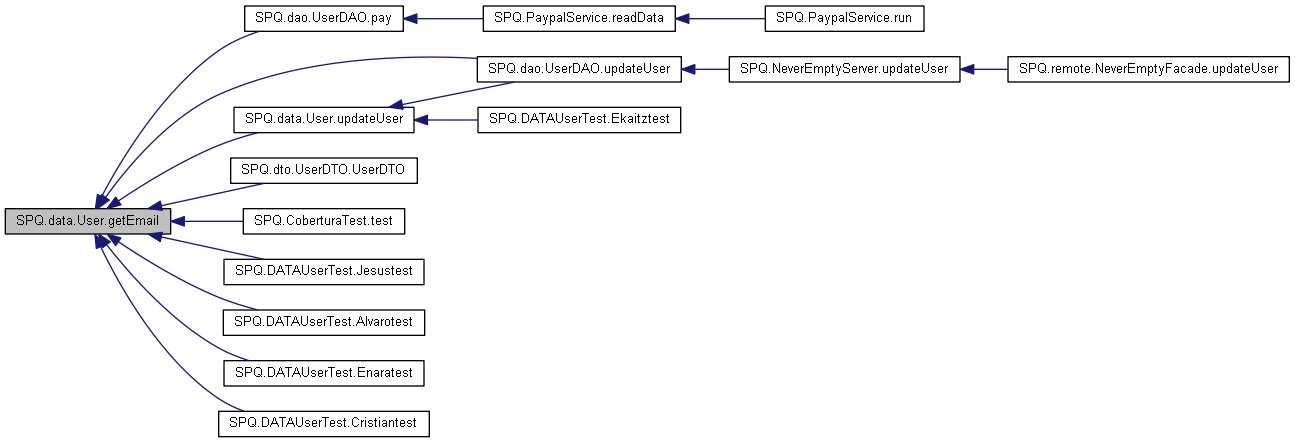 SPQ.dao.UserDAO.pay
SPQ.PaypalService.readData
SPQ.PaypalService.run
SPQ.dao.UserDAO.updateUser
SPQ.NeverEmptyServer.updateUser
SPQ.remote.NeverEmptyFacade.updateUser
SPQ.data.User.updateUser
SPQ.DATAUserTest.Ekaitztest
SPQ.dto.UserDTO.UserDTO
SPQ.data.User.getEmail
SPQ.CoberturaTest.test
SPQ.DATAUserTest.Jesustest
SPQ.DATAUserTest.Alvarotest
SPQ.DATAUserTest.Enaratest
SPQ.DATAUserTest.Cristiantest